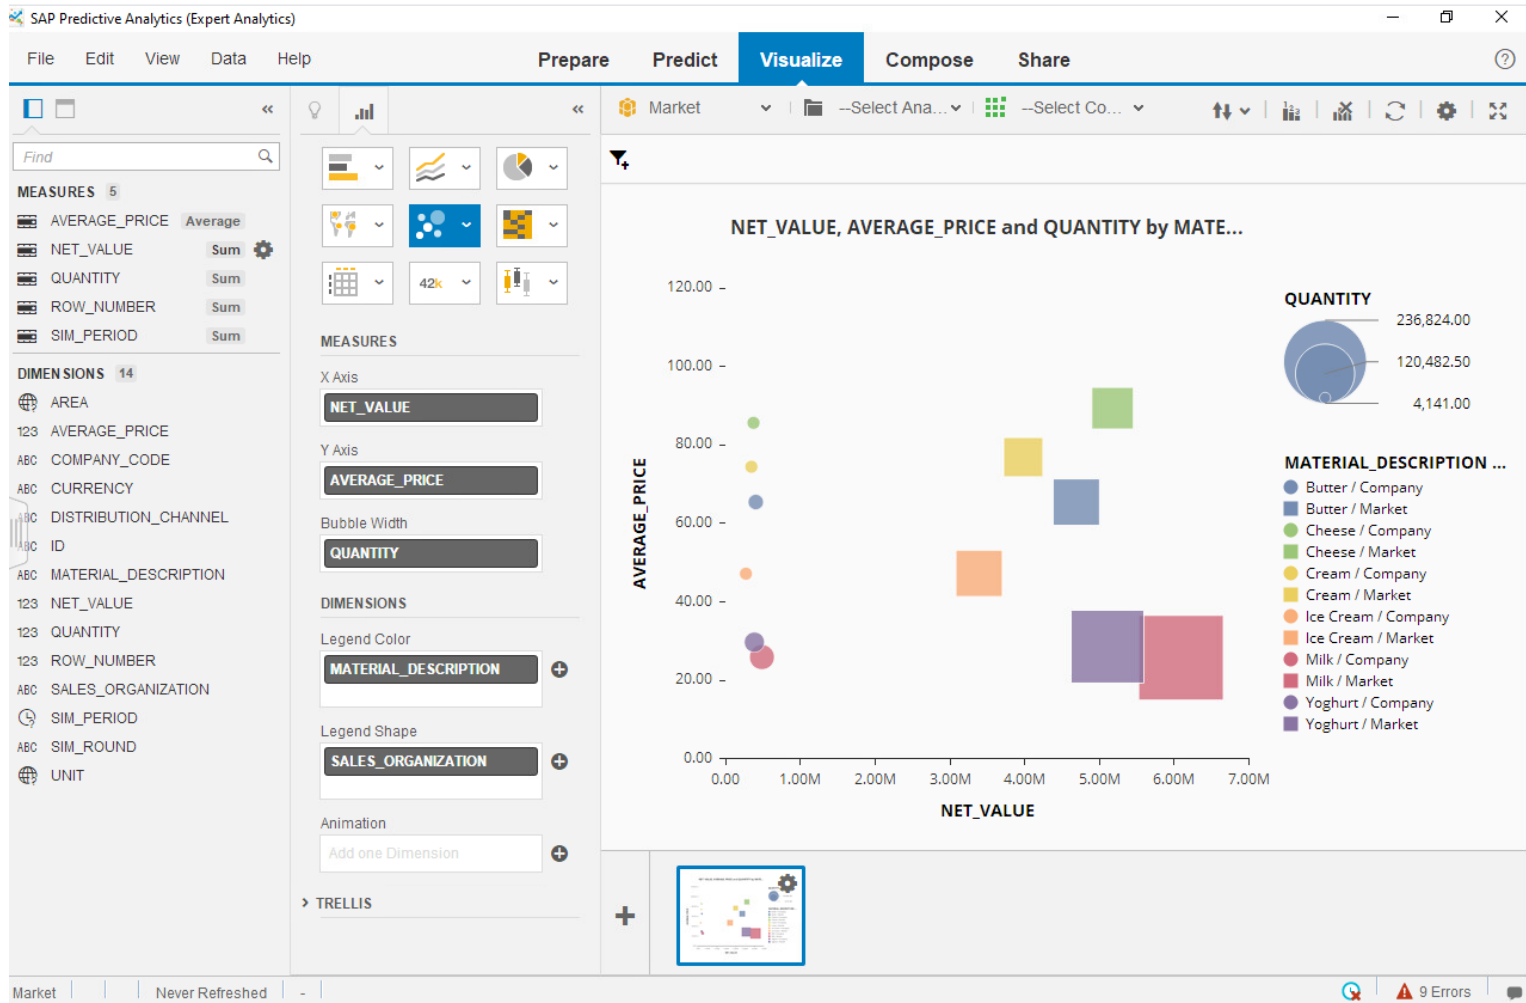 SAP Predictive Analytics (Expert Analytics)
File Edit View Data Help
Prepare Predict Visualize Compose Share
Market --Select Ana... --Select Co...
Find
MEASURES 5
AVERAGE_PRICE Average
NET_VALUE Sum
QUANTITY Sum
ROW_NUMBER Sum
SIM_PERIOD Sum
DIMENSIONS 14
AREA
123 AVERAGE_PRICE
ABC COMPANY_CODE
ABC CURRENCY
ABC DISTRIBUTION_CHANNEL
ABC ID
ABC MATERIAL_DESCRIPTION
123 NET_VALUE
123 QUANTITY
123 ROW_NUMBER
ABC SALES_ORGANIZATION
SIM_PERIOD
ABC SIM_ROUND
UNIT
42k
MEASURES
X Axis
NET_VALUE
Y Axis
AVERAGE_PRICE
Bubble Width
QUANTITY
DIMENSIONS
Legend Color
MATERIAL_DESCRIPTION
Legend Shape
SALES_ORGANIZATION
Animation
Add one Dimension
TRELLIS
NET_VALUE, AVERAGE_PRICE and QUANTITY by MATE...
AVERAGE_PRICE
120.00
100.00
80.00
60.00
40.00
20.00
0.00
0.00 1.00M 2.00M 3.00M 4.00M 5.00M 6.00M 7.00M
NET_VALUE
QUANTITY
236,824.00
120,482.50
4,141.00
MATERIAL_DESCRIPTION ...
Butter / Company
Butter / Market
Cheese / Company
Cheese / Market
Cream / Company
Cream / Market
Ice Cream / Company
Ice Cream / Market
Milk / Company
Milk / Market
Yoghurt / Company
Yoghurt / Market
Market Never Refreshed - 9 Errors